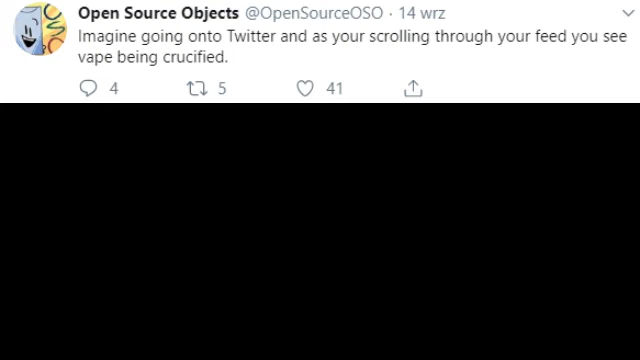 Open Source Objects @OpenSourceOSO · 14 wrz
Imagine going onto Twitter and as your scrolling through your feed you see
vape being crucified.
4 5 41